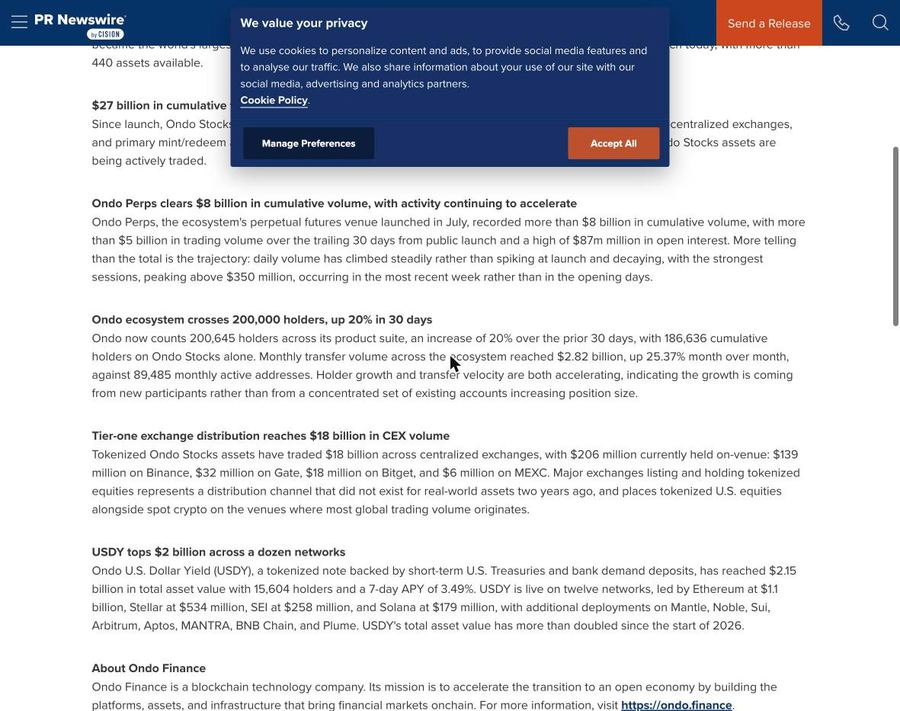 PR Newswire®
by CISION
Send a Release
We value your privacy
We use cookies to personalize content and ads, to provide social media features and
to analyse our traffic. We also share information about your use of our site with our
social media, advertising and analytics partners.
Cookie Policy.
Manage Preferences
Accept All
440 assets available.
$27 billion in cumulative
Since launch, Ondo Stocks centralized exchanges,
and primary mint/redeem do Stocks assets are
being actively traded.
Ondo Perps clears $8 billion in cumulative volume, with activity continuing to accelerate
Ondo Perps, the ecosystem's perpetual futures venue launched in July, recorded more than $8 billion in cumulative volume, with more
than $5 billion in trading volume over the trailing 30 days from public launch and a high of $87m million in open interest. More telling
than the total is the trajectory: daily volume has climbed steadily rather than spiking at launch and decaying, with the strongest
sessions, peaking above $350 million, occurring in the most recent week rather than in the opening days.
Ondo ecosystem crosses 200,000 holders, up 20% in 30 days
Ondo now counts 200,645 holders across its product suite, an increase of 20% over the prior 30 days, with 186,636 cumulative
holders on Ondo Stocks alone. Monthly transfer volume across the ecosystem reached $2.82 billion, up 25.37% month over month,
against 89,485 monthly active addresses. Holder growth and transfer velocity are both accelerating, indicating the growth is coming
from new participants rather than from a concentrated set of existing accounts increasing position size.
Tier-one exchange distribution reaches $18 billion in CEX volume
Tokenized Ondo Stocks assets have traded $18 billion across centralized exchanges, with $206 million currently held on-venue: $139
million on Binance, $32 million on Gate, $18 million on Bitget, and $6 million on MEXC. Major exchanges listing and holding tokenized
equities represents a distribution channel that did not exist for real-world assets two years ago, and places tokenized U.S. equities
alongside spot crypto on the venues where most global trading volume originates.
USDY tops $2 billion across a dozen networks
Ondo U.S. Dollar Yield (USDY), a tokenized note backed by short-term U.S. Treasuries and bank demand deposits, has reached $2.15
billion in total asset value with 15,604 holders and a 7-day APY of 3.49%. USDY is live on twelve networks, led by Ethereum at $1.1
billion, Stellar at $534 million, SEI at $258 million, and Solana at $179 million, with additional deployments on Mantle, Noble, Sui,
Arbitrum, Aptos, MANTRA, BNB Chain, and Plume. USDY's total asset value has more than doubled since the start of 2026.
About Ondo Finance
Ondo Finance is a blockchain technology company. Its mission is to accelerate the transition to an open economy by building the
platforms, assets, and infrastructure that bring financial markets onchain. For more information, visit https://ondo.finance.